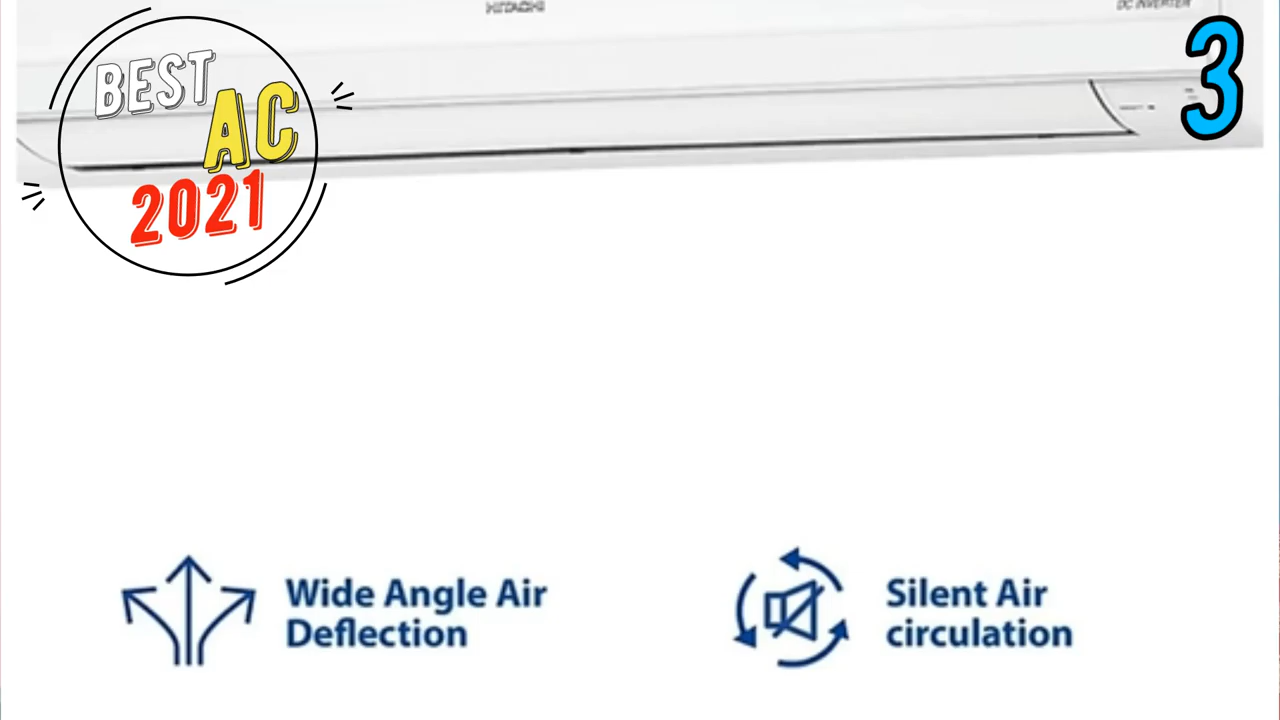 HITACHI
DC INVERTER
BEST
AC
2021
3
Wide Angle Air
Deflection
Silent Air
circulation